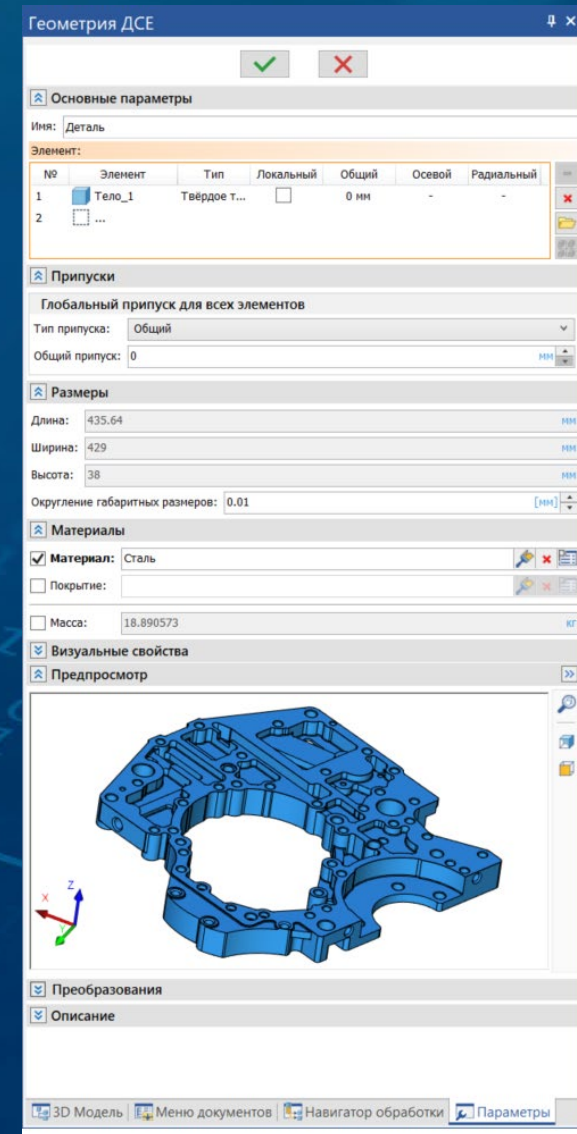 Геометрия ДСЕ
Основные параметры
Имя: Деталь
Элемент:
№ Элемент Тип Локальный Общий Осевой Радиальный
1 Тело_1 Твёрдое т... 0 мм - -
2 ...
Припуски
Глобальный припуск для всех элементов
Тип припуска: Общий
Общий припуск: 0 мм
Размеры
Длина: 435.64 мм
Ширина: 429 мм
Высота: 38 мм
Округление габаритных размеров: 0.01 [мм]
Материалы
Материал: Сталь
Покрытие:
Масса: 18.890573 кг
Визуальные свойства
Предпросмотр
Z
X
Y
Преобразования
Описание
3D Модель Меню документов Навигатор обработки Параметры